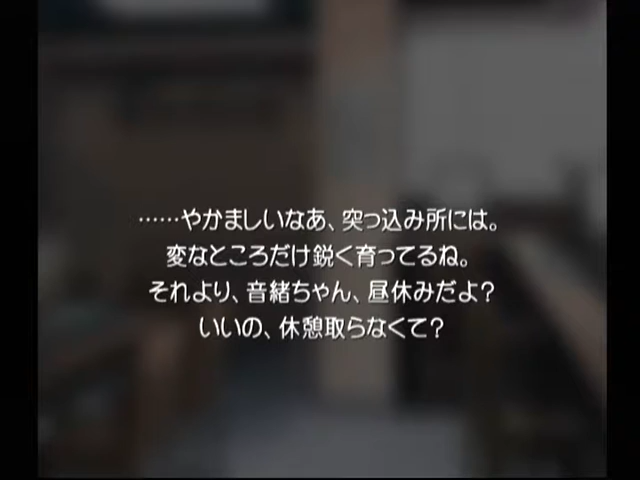 ……やかましいなあ、突っ込み所には。
変なところだけ鋭く育ってるね。
それより、音緒ちゃん、昼休みだよ？
いいの、休憩取らなくて？